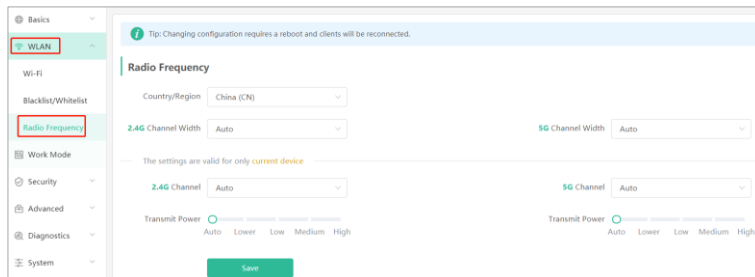 Basics
Tip: Changing configuration requires a reboot and clients will be reconnected.
WLAN
Radio Frequency
Wi-Fi
Country/Region China (CN)
Blacklist/Whitelist
2.4G Channel Width Auto 5G Channel Width Auto
Radio Frequency
Work Mode
The settings are valid for only current device
Security
2.4G Channel Auto 5G Channel Auto
Advanced
Transmit Power Transmit Power
Auto Lower Low Medium High Auto Lower Low Medium High
Diagnostics
System
Save